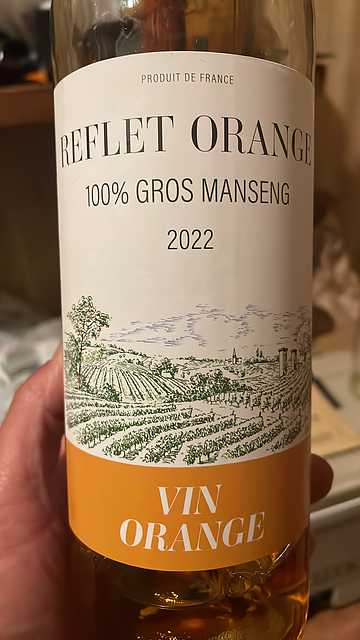 PRODUIT DE FRANCE
REFLET ORANGE
100% GROS MANSENG
2022
VIN
ORANGE